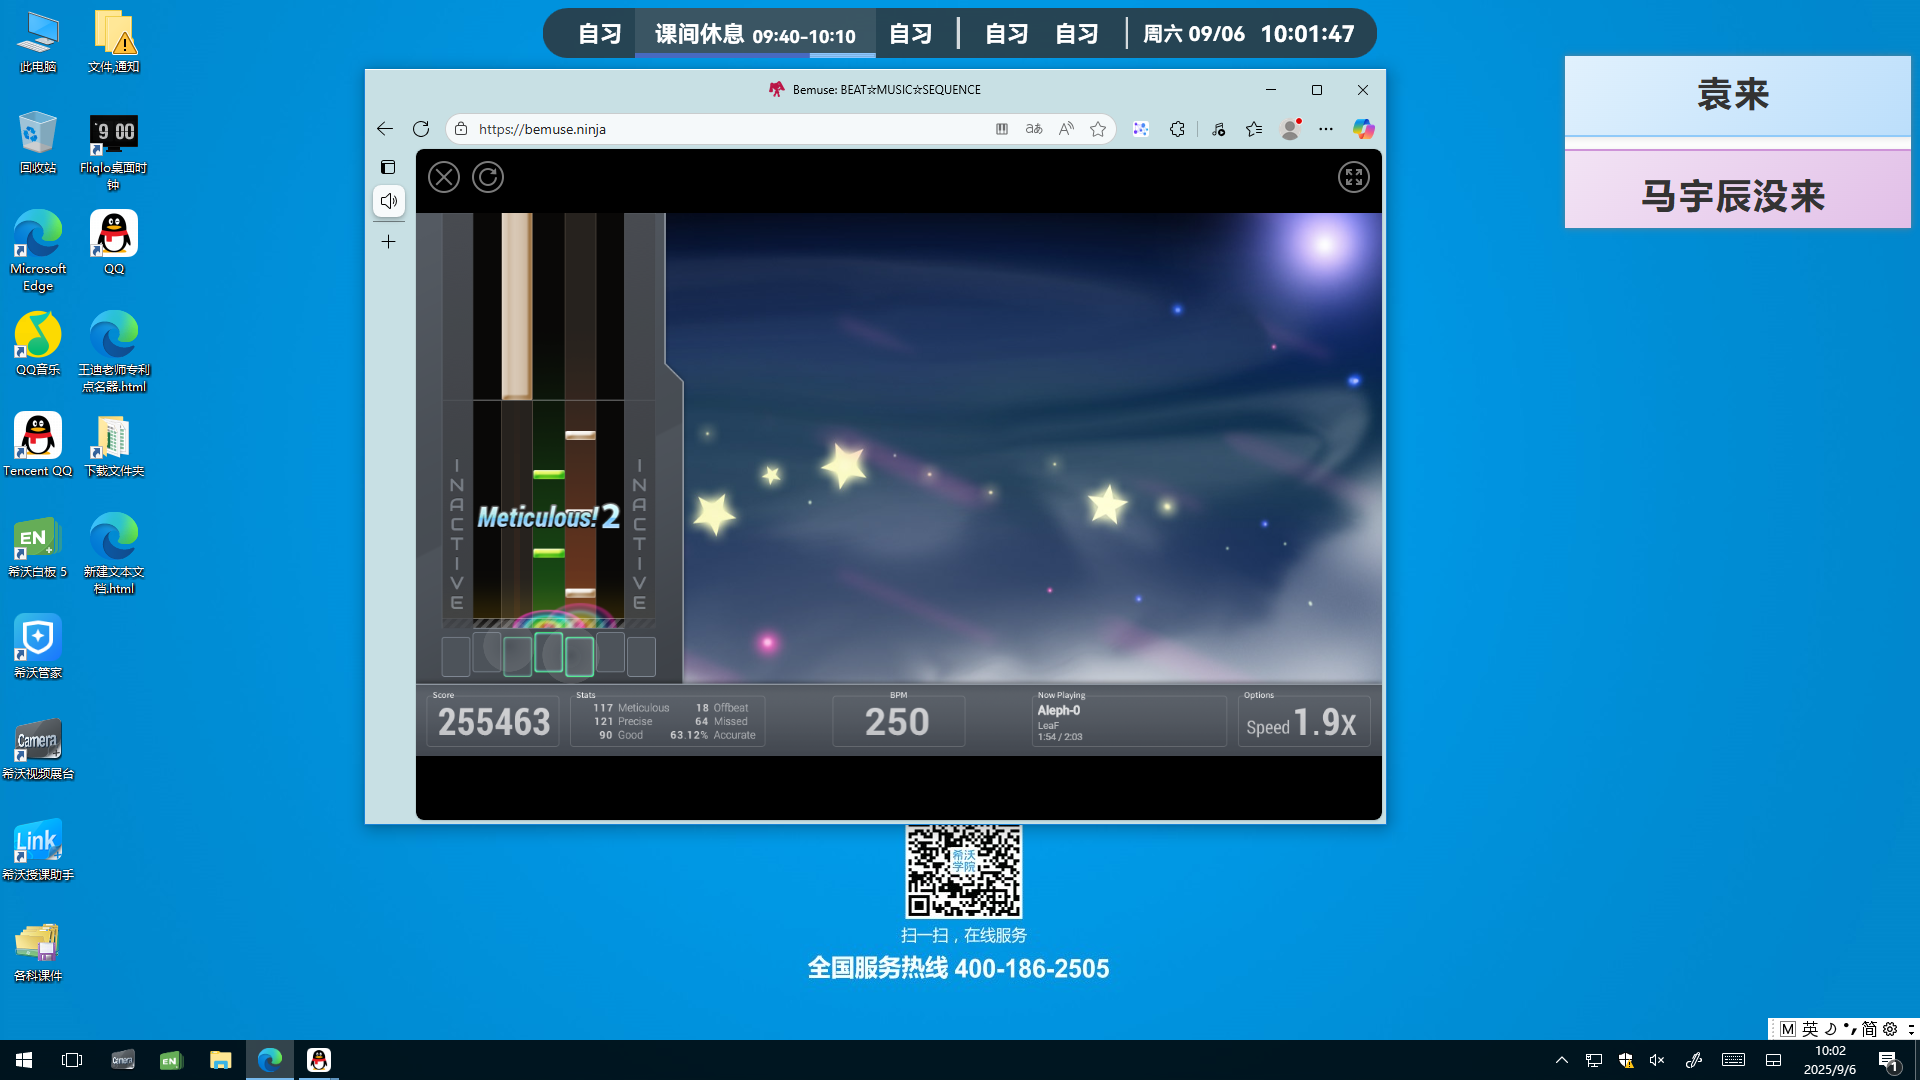 自习 课间休息 09:40-10:10 自习 | 自习 自习 | 周六 09/06 10:01:47
此电脑
文件,通知
回收站
9 00
Fliqlo桌面时钟
Microsoft Edge
QQ
QQ音乐
王迪老师专利点名器.html
Tencent QQ
下载文件夹
EN
希沃白板 5
新建文本文档.html
希沃管家
Camera
希沃视频展台
Link
希沃授课助手
各科课件
袁来
马宇辰没来
Bemuse: BEAT☆MUSIC☆SEQUENCE
https://bemuse.ninja
aあ
INACTIVE
INACTIVE
Meticulous! 2
Score
255463
Stats
117 Meticulous 18 Offbeat
121 Precise 64 Missed
90 Good 63.12% Accurate
BPM
250
Now Playing
Aleph-0
LeaF
1:54 / 2:03
Options
Speed 1.9x
希沃
学院
扫一扫，在线服务
全国服务热线 400-186-2505
M 英 简
Camera
EN
10:02
2025/9/6
1